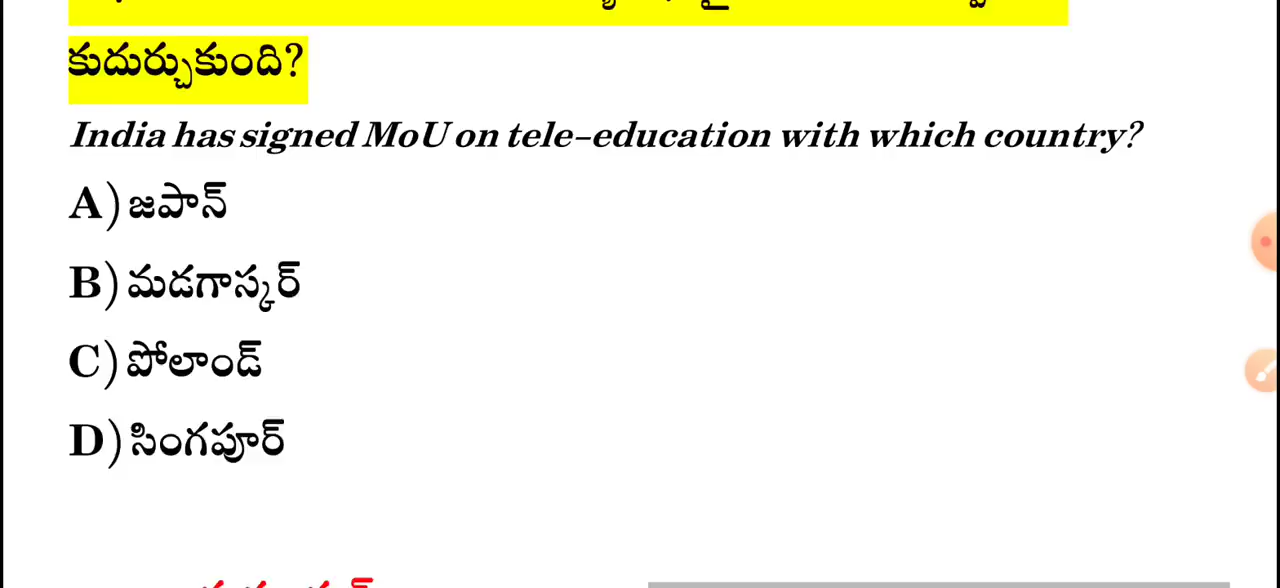 కుదుర్చుకుంది?
India has signed MoU on tele-education with which country?
A) జపాన్
B) మడగాస్కర్
C) పోలాండ్
D) సింగపూర్